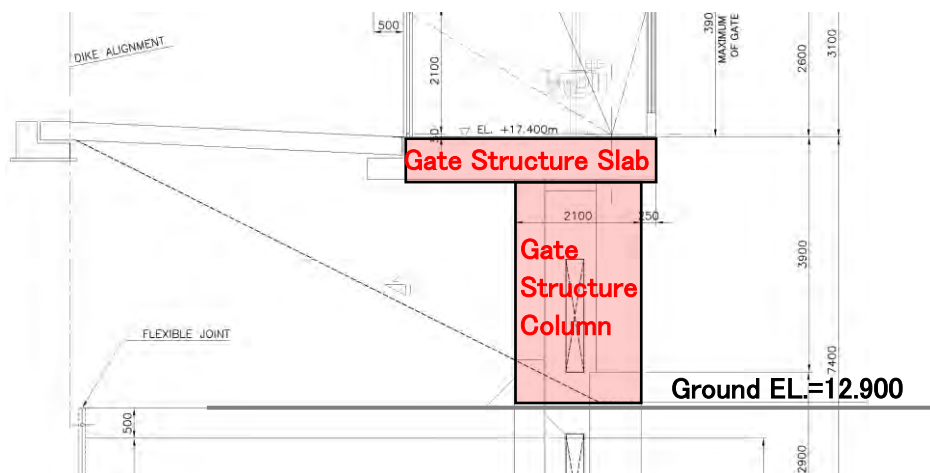 500
DIKE ALIGNMENT
2100
390
MAXIMUM
OF GATE
2600
3100
EL. +17.400m
50
Gate Structure Slab
2100
250
Gate
Structure
Column
3900
FLEXIBLE JOINT
7400
Ground EL.=12.900
500
2900